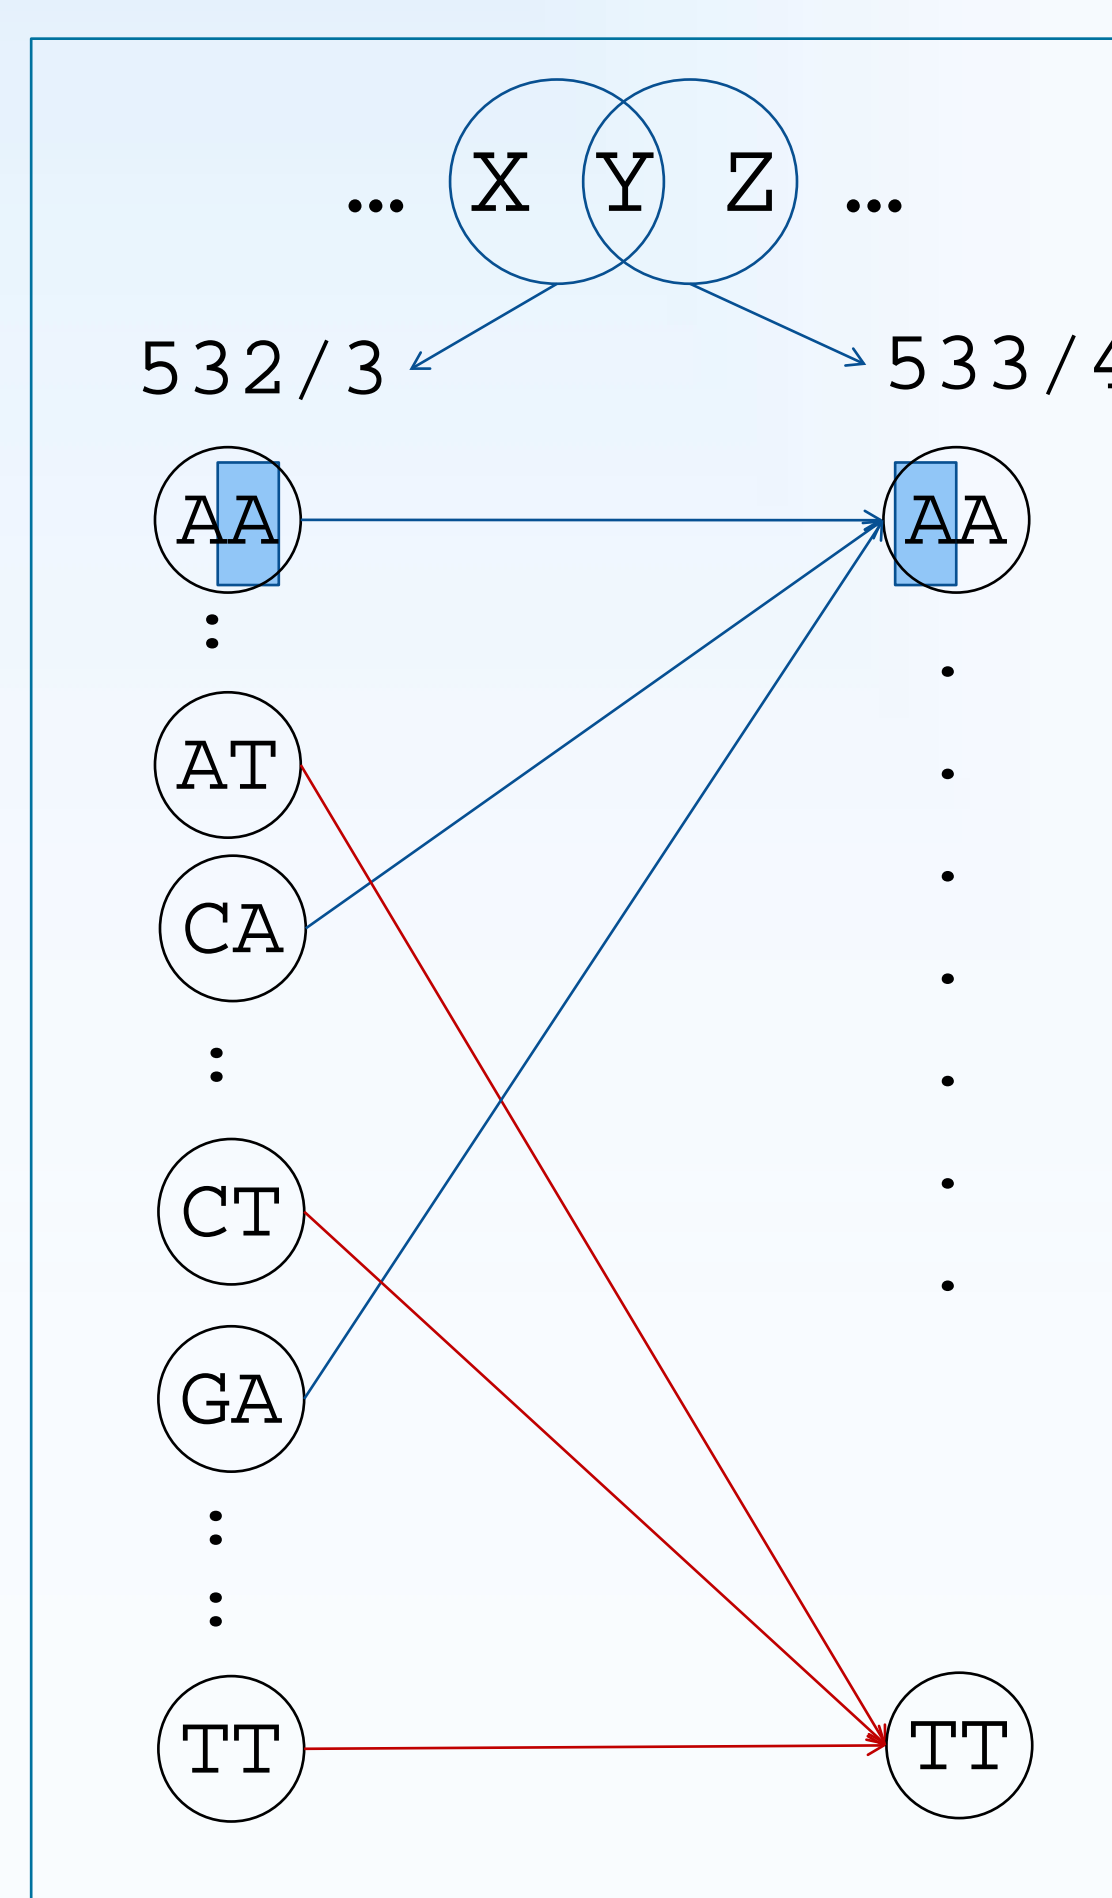 … X Y Z …
532/3 533/4
AA AA
:
AT
CA
:
CT
GA
:
:
TT TT